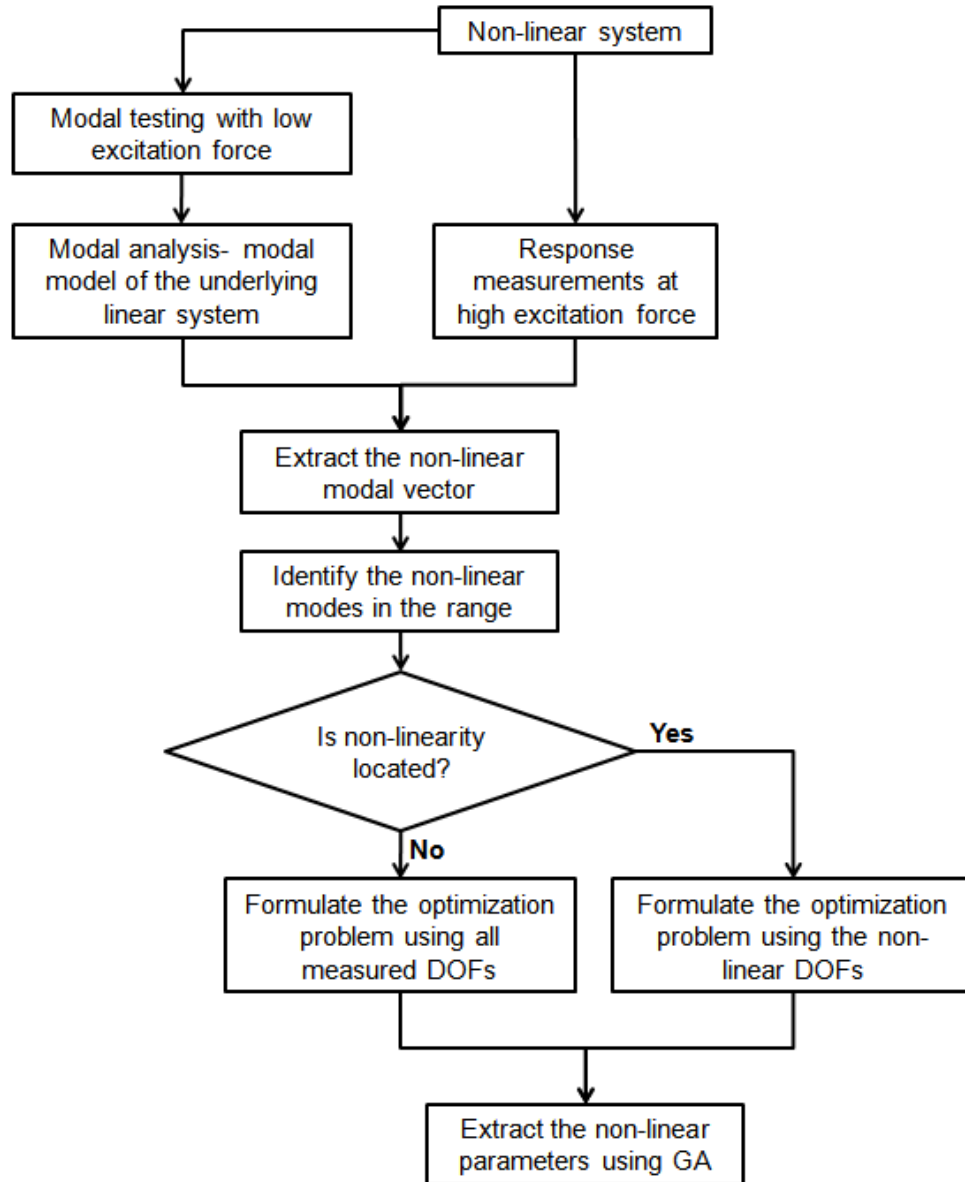 Non-linear system
Modal testing with low
excitation force
Modal analysis- modal
model of the underlying
linear system
Response
measurements at
high excitation force
Extract the non-linear
modal vector
Identify the non-linear
modes in the range
Is non-linearity
located?
Yes
No
Formulate the optimization
problem using all
measured DOFs
Formulate the optimization
problem using the non-
linear DOFs
Extract the non-linear
parameters using GA